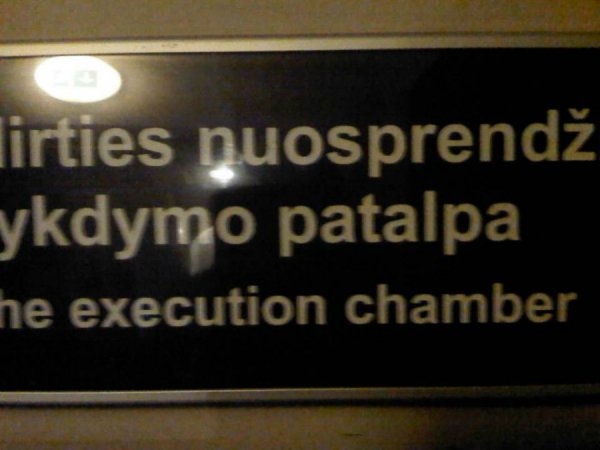 irties nuosprendž
ykdymo patalpa
he execution chamber